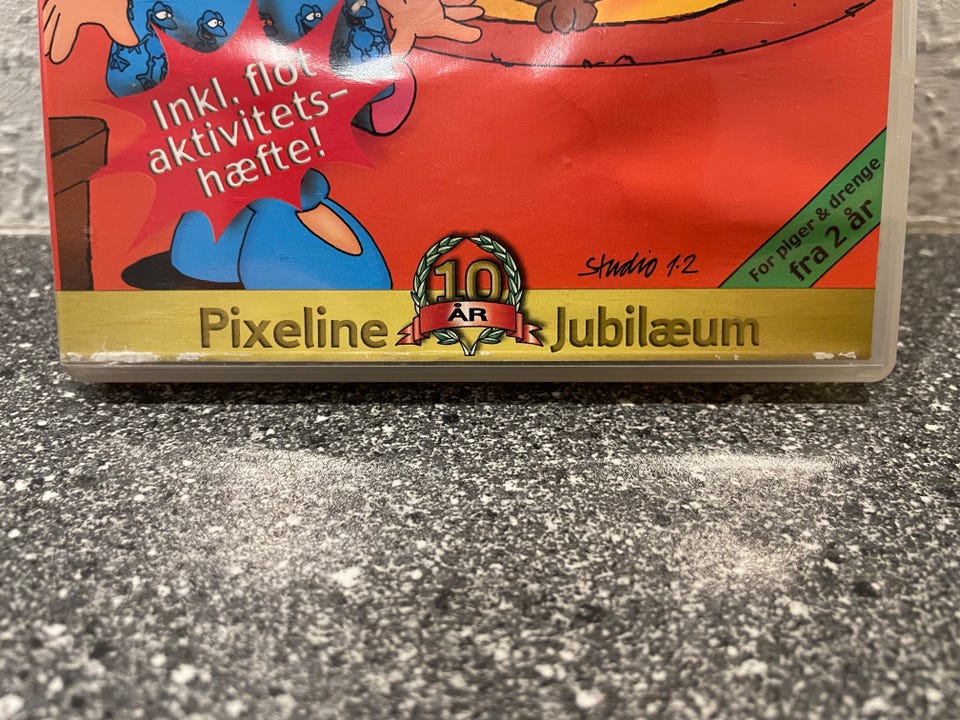 Inkl. flot
aktivitets-
hæfte!
For piger & drenge
fra 2 år
Studio 1·2
Pixeline 10 ÅR Jubilæum